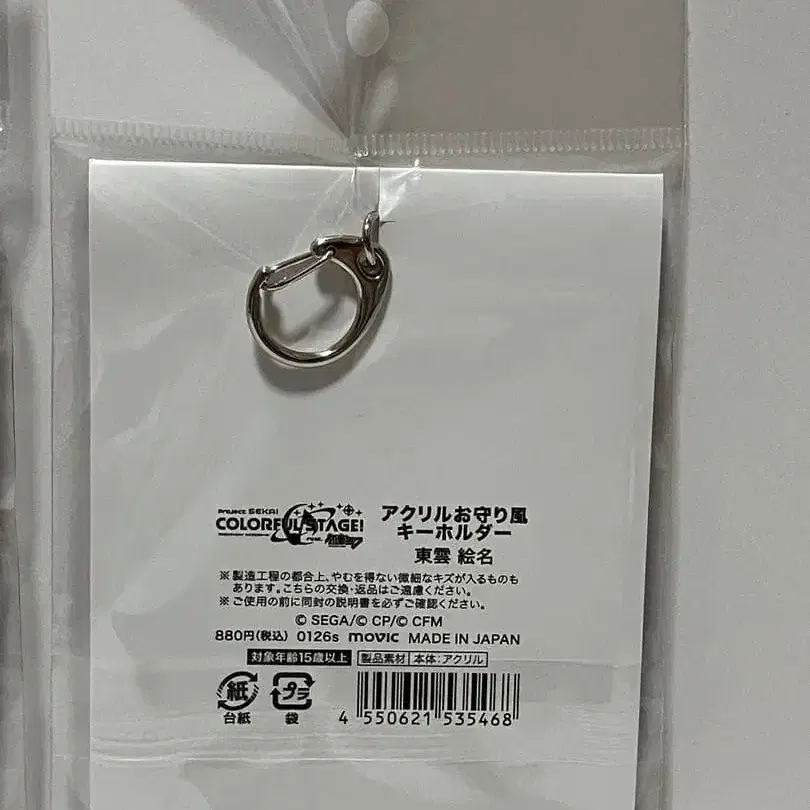 Project SEKAI
COLORFUL STAGE!
feat. 初音ミク
アクリルお守り風
キーホルダー
東雲 絵名
※製造工程の都合上、やむを得ない微細なキズが入るものも
あります。こちらの交換・返品はご遠慮ください。
※ご使用の前に同封の説明書を必ずご確認ください。
© SEGA/© CP/© CFM
880円(税込) 0126s movic MADE IN JAPAN
対象年齢15歳以上 製品素材 本体:アクリル
紙 プラ
台紙 袋
4 550621 535468